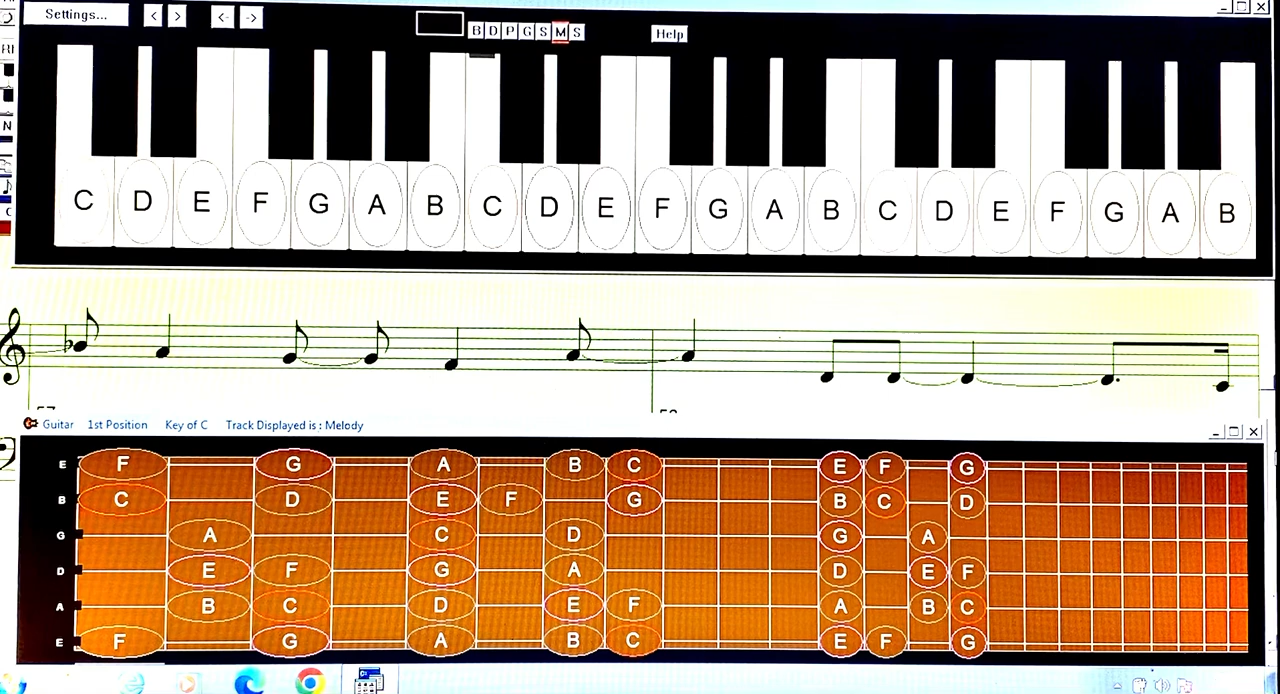 Settings... < > <- -> B D P G S M S Help
C D E F G A B C D E F G A B C D E F G A B
Guitar 1st Position Key of C Track Displayed is : Melody
E F G A B C E F G
B C D E F G B C D
G A C D G A
D E F G A D E F
A B C D E F A B C
E F G A B C E F G